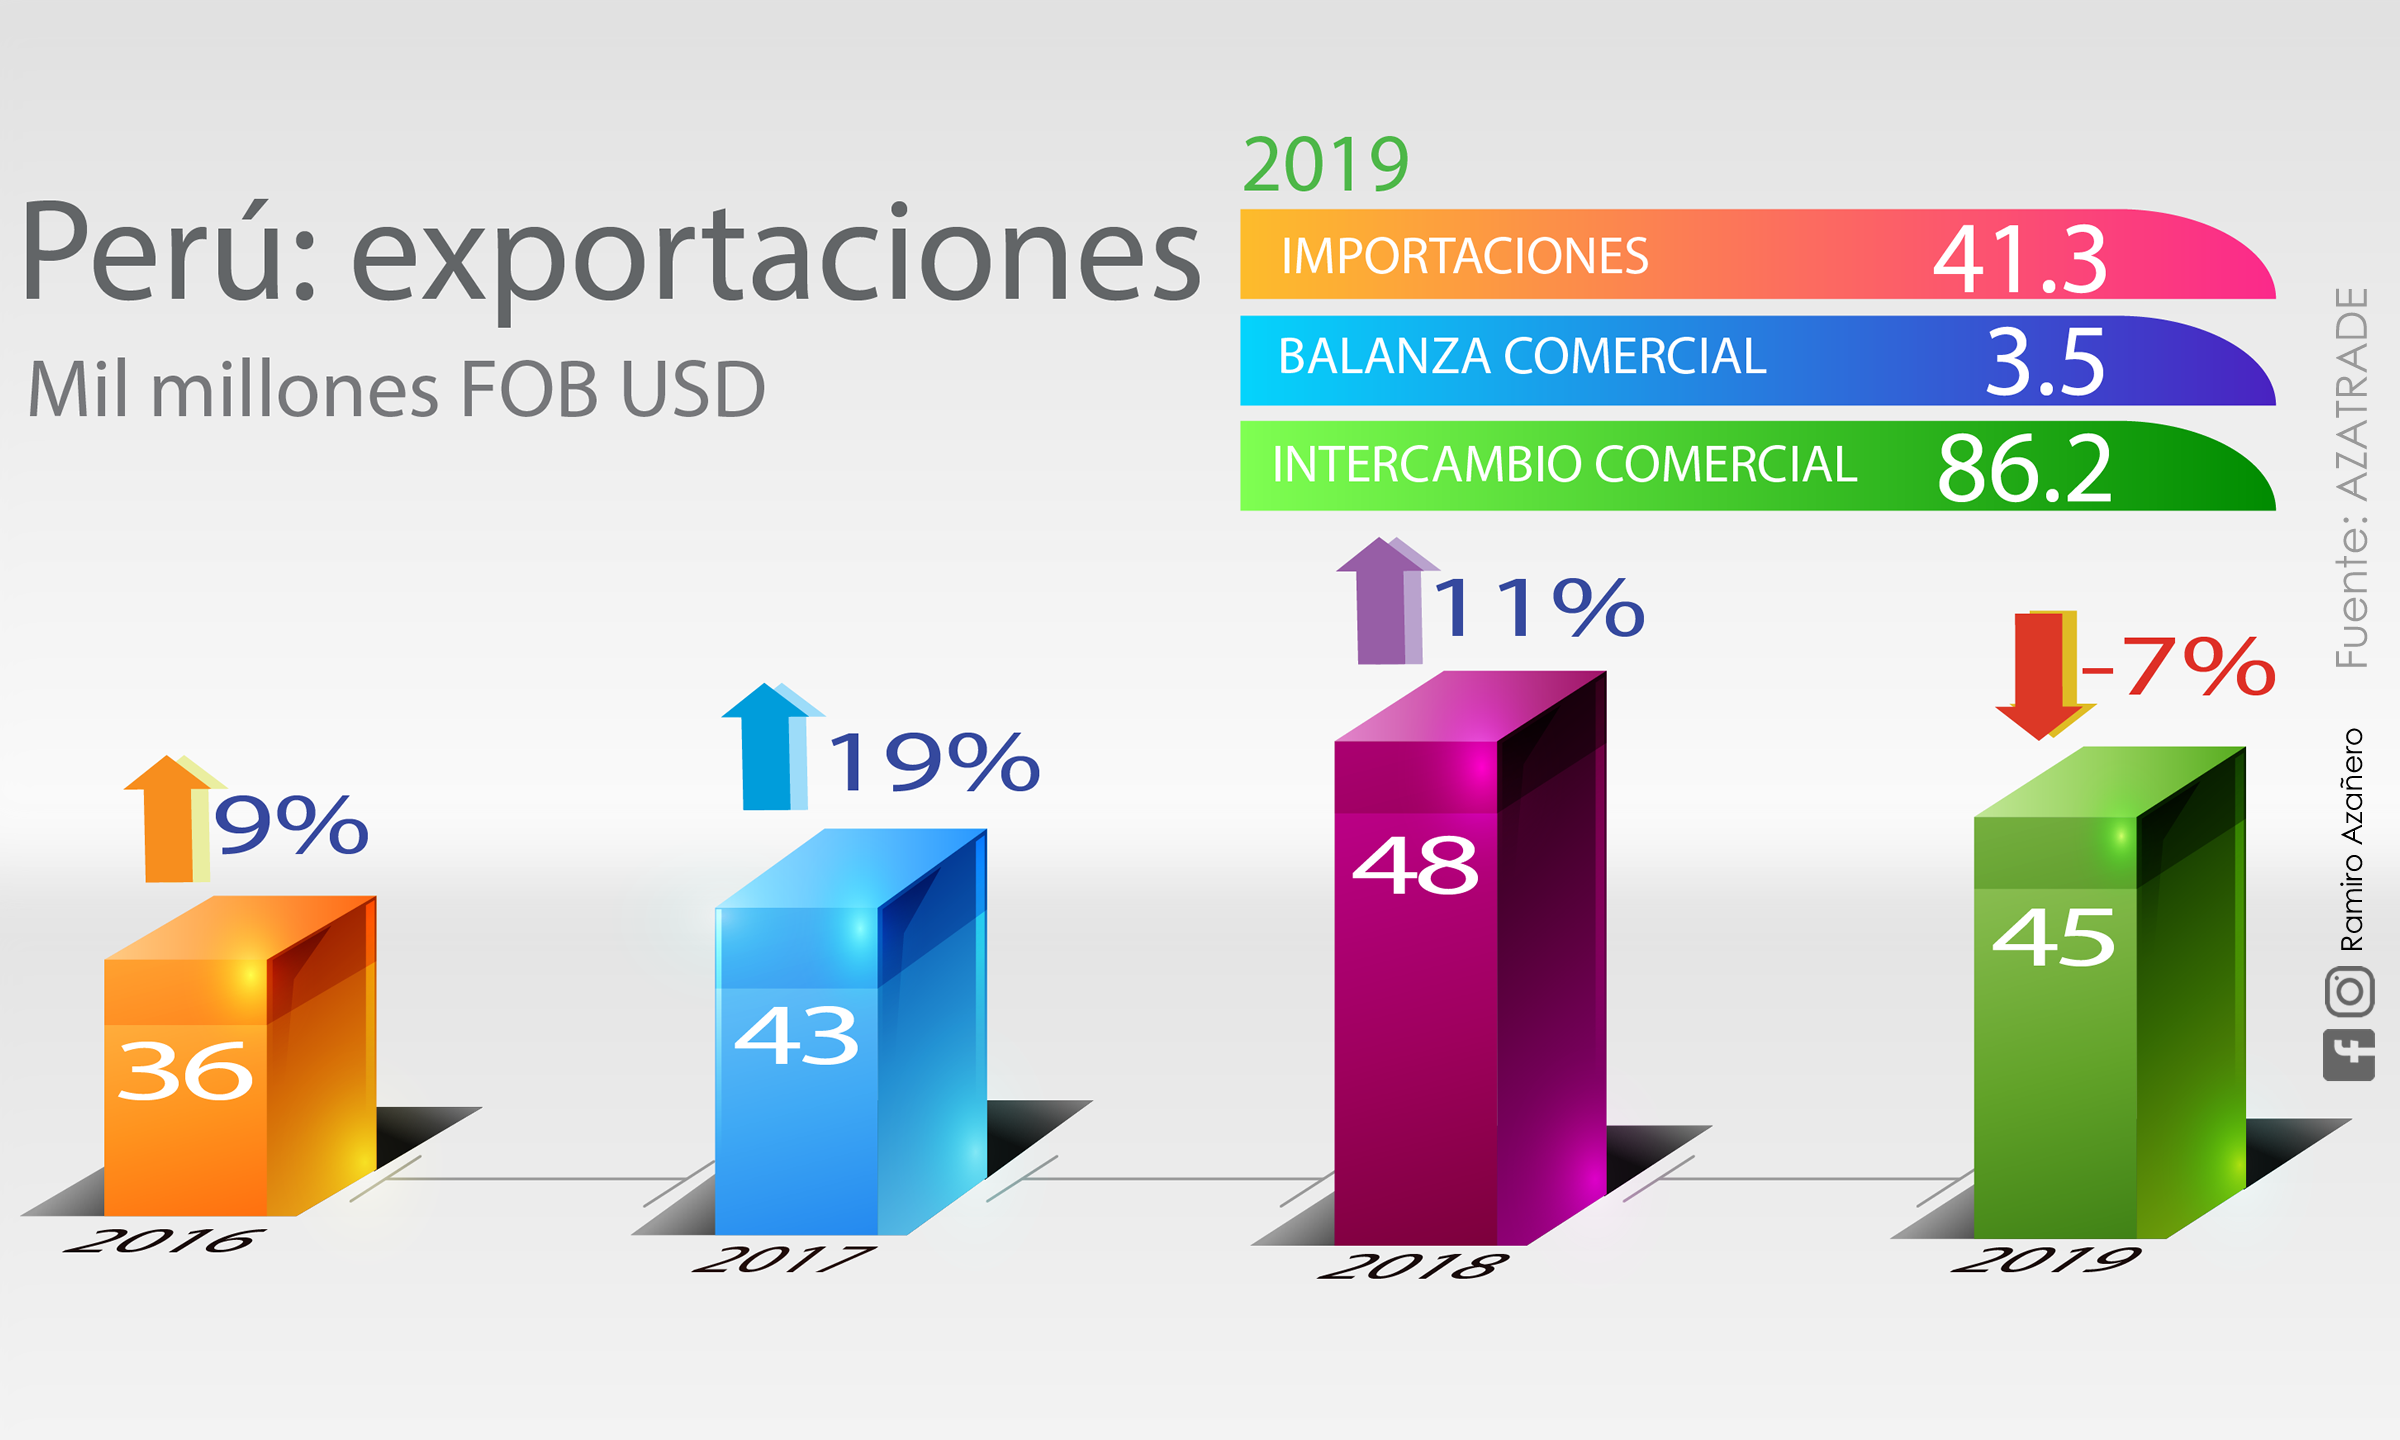 Perú: exportaciones
Mil millones FOB USD
2019
IMPORTACIONES 41.3
BALANZA COMERCIAL 3.5
INTERCAMBIO COMERCIAL 86.2
9%
19%
11%
-7%
36
43
48
45
2016
2017
2018
2019
Fuente: AZATRADE
Ramiro Azañero